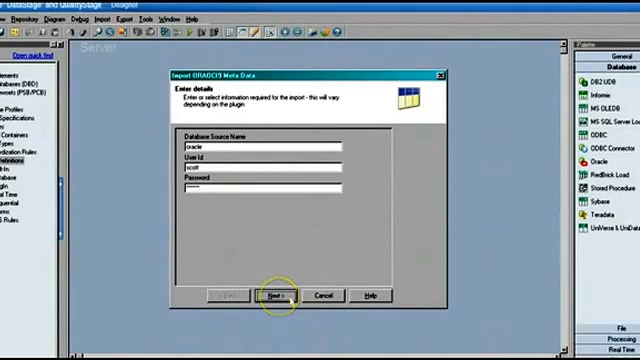 DataStage and QualityStage Designer
Repository Diagram Debug Import Export Tools Window Help
Server
Open quick find
Palette
General
Database
DB2 UDB
Informix
MS OLEDB
MS SQL Server Load
ODBC
ODBC Connector
Oracle
RedBrick Load
Stored Procedure
Sybase
Teradata
UniVerse & UniData
File
Processing
Real Time
Import ORAOCI9 Meta Data
Enter details
Enter or select information required for the import - this will vary
depending on the plugin
Database Source Name
oracle
User Id
scott
Password
Next >
Cancel
Help